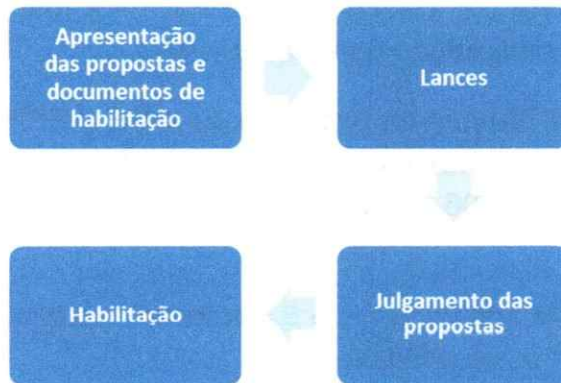 Apresentação
das propostas e
documentos de
habilitação
Lances
Julgamento das
propostas
Habilitação